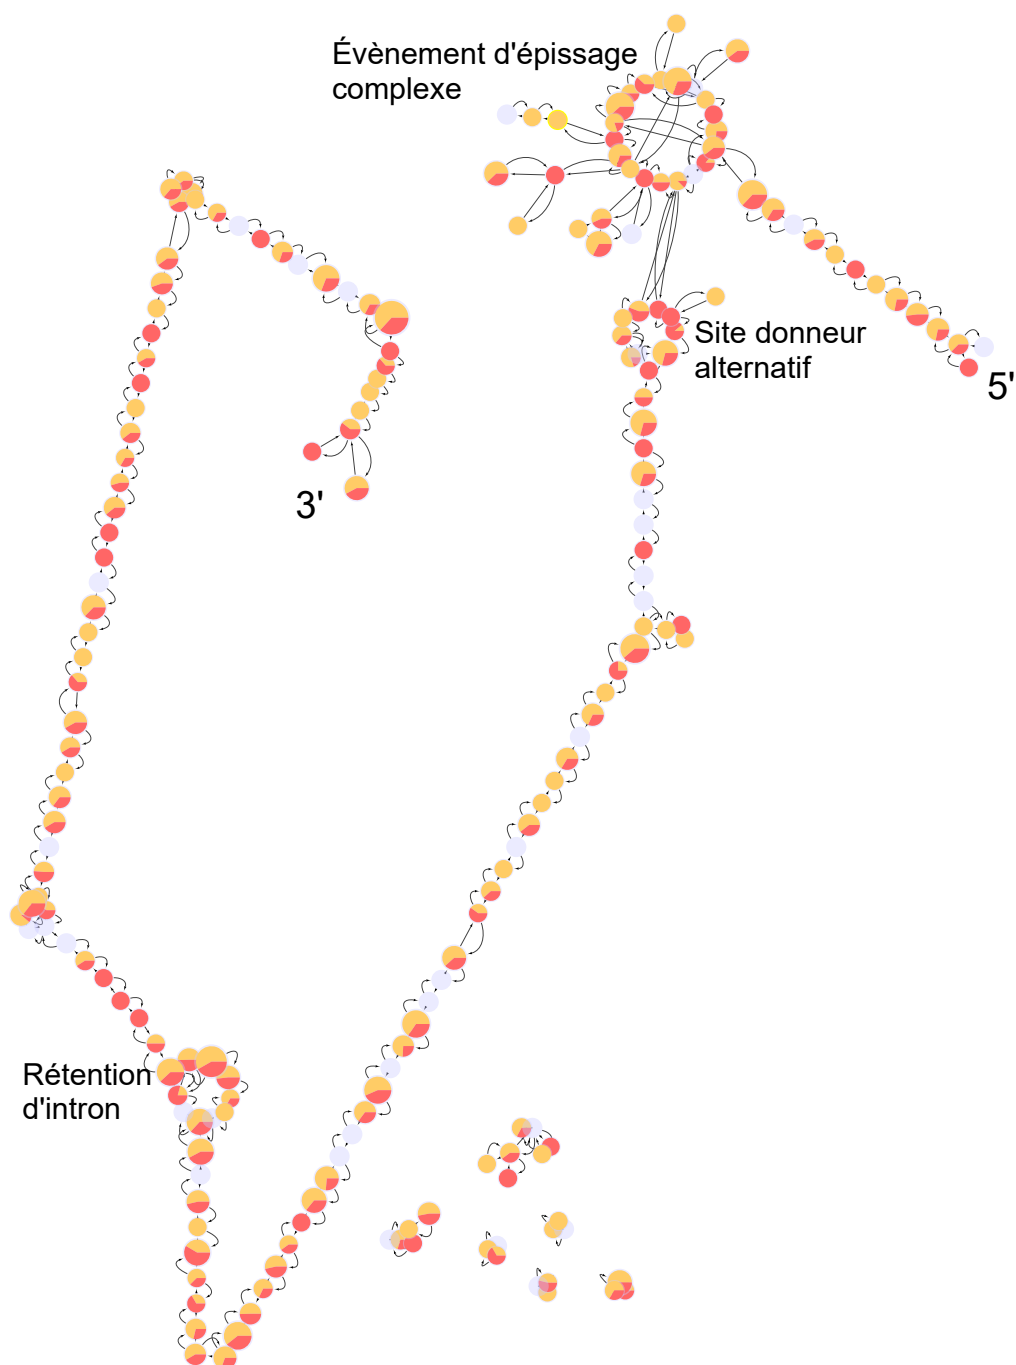 Évènement d'épissage
complexe
Site donneur
alternatif
5'
3'
Rétention
d'intron